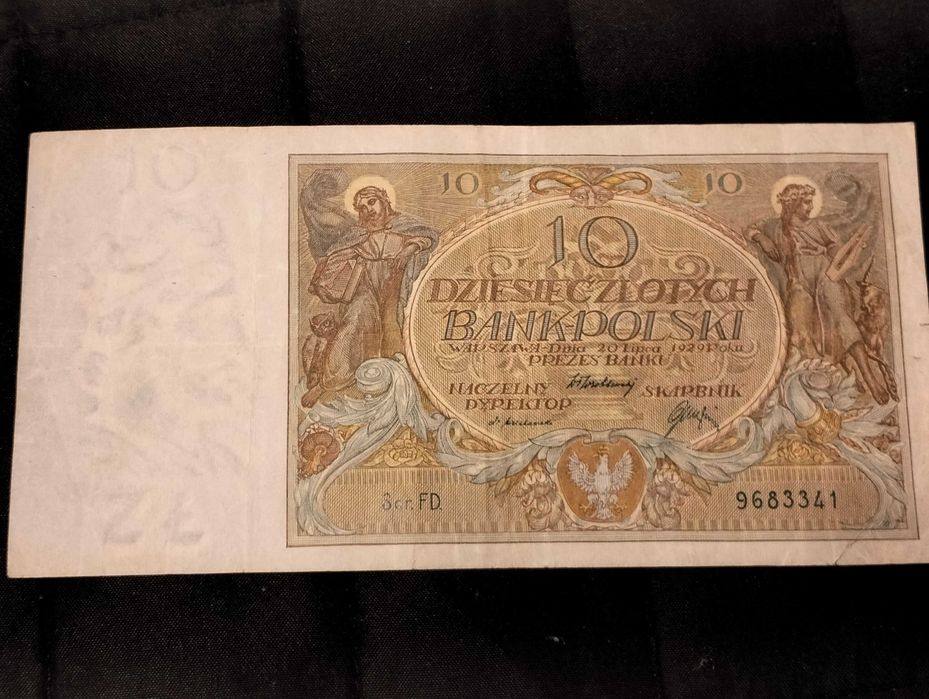 10 10
10
DZIESIĘĆ ZŁOTYCH
BANK POLSKI
WARSZAWA Dnia 20 Lipca 1929 Roku
PREZES BANKU
NACZELNY SKARBNIK
DYREKTOR
Ser. FD. 9683341